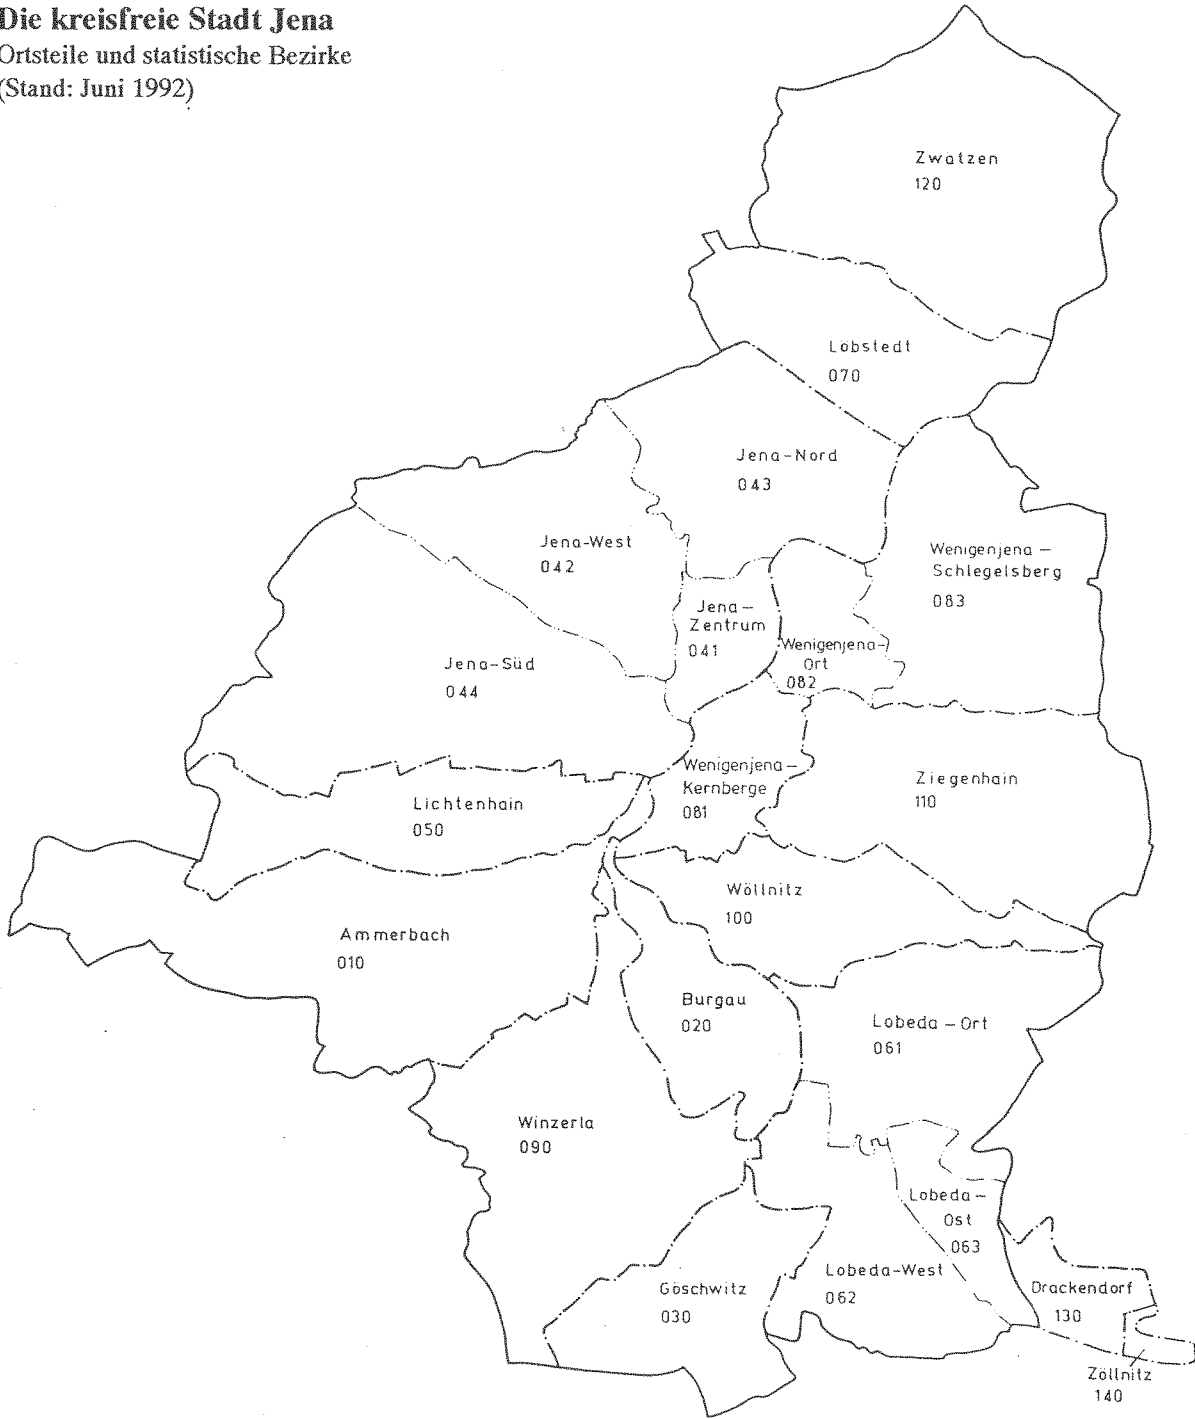 Die kreisfreie Stadt Jena
Ortsteile und statistische Bezirke
(Stand: Juni 1992)
Zwätzen
120
Löbstedt
070
Jena-Nord
043
Jena-West
042
Wenigenjena –
Schlegelsberg
083
Jena –
Zentrum
041
Wenigenjena-
Ort
082
Jena-Süd
044
Wenigenjena –
Kernberge
081
Ziegenhain
110
Lichtenhain
050
Wöllnitz
100
Ammerbach
010
Burgau
020
Lobeda – Ort
061
Winzerla
090
Lobeda –
Ost
063
Lobeda-West
062
Göschwitz
030
Drackendorf
130
Zöllnitz
140